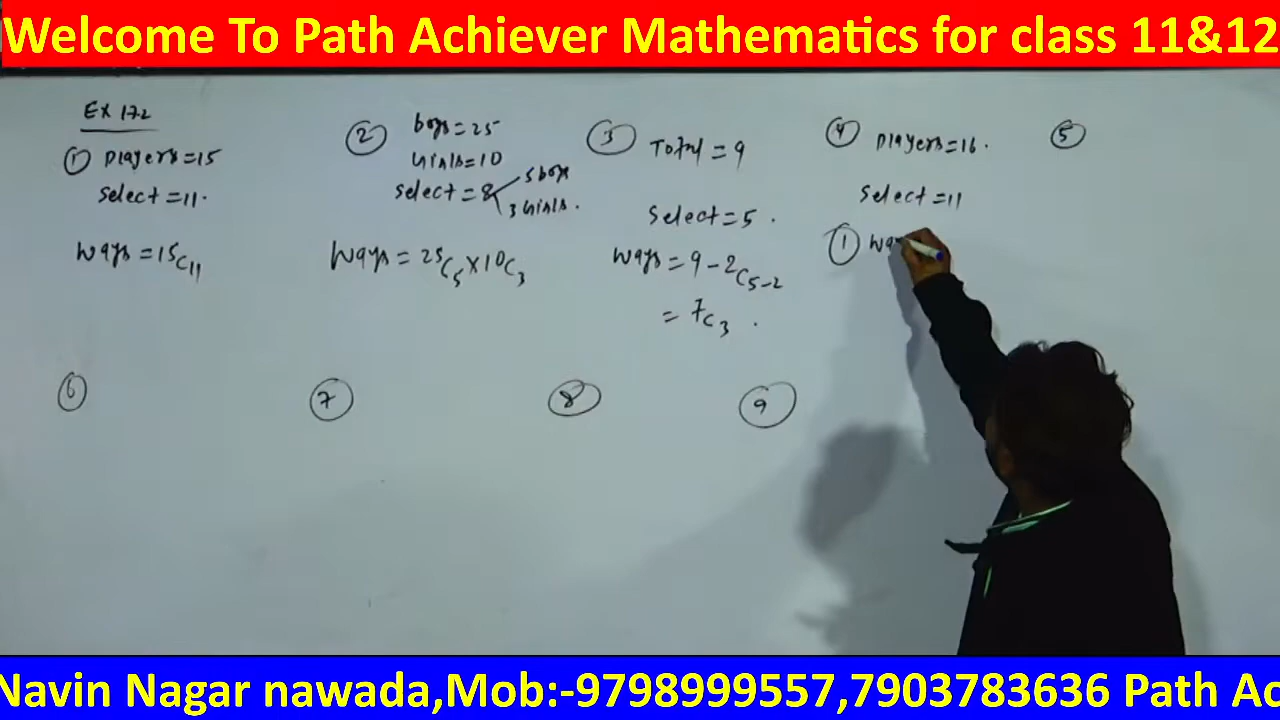 Welcome To Path Achiever Mathematics for class 11&12
Ex 17.2
① Players=15
Select=11.
Ways=15C11
② boys=25
Girls=10
Select=8
5 boys
3 Girls.
Ways=25C5×10C3
③ Total=9
Select=5.
Ways=9-2C5-2
=7C3.
④ Players=16.
Select=11
① Way
⑤
⑥
⑦
⑧
⑨
Navin Nagar nawada,Mob:-9798999557,7903783636 Path Ac